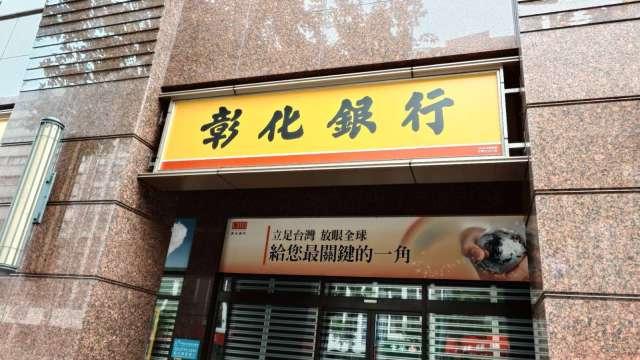 彰化銀行
立足台灣 放眼全球
給您最關鍵的一角